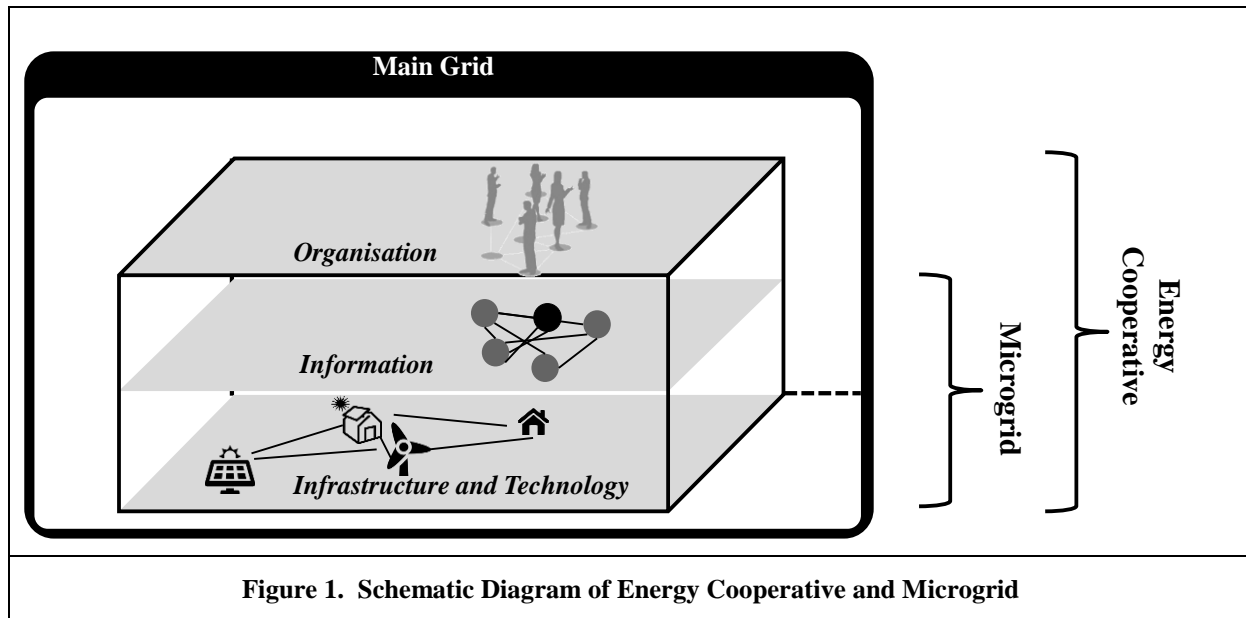 Main Grid
Organisation
Information
Infrastructure and Technology
Microgrid
Energy
Cooperative
Figure 1. Schematic Diagram of Energy Cooperative and Microgrid